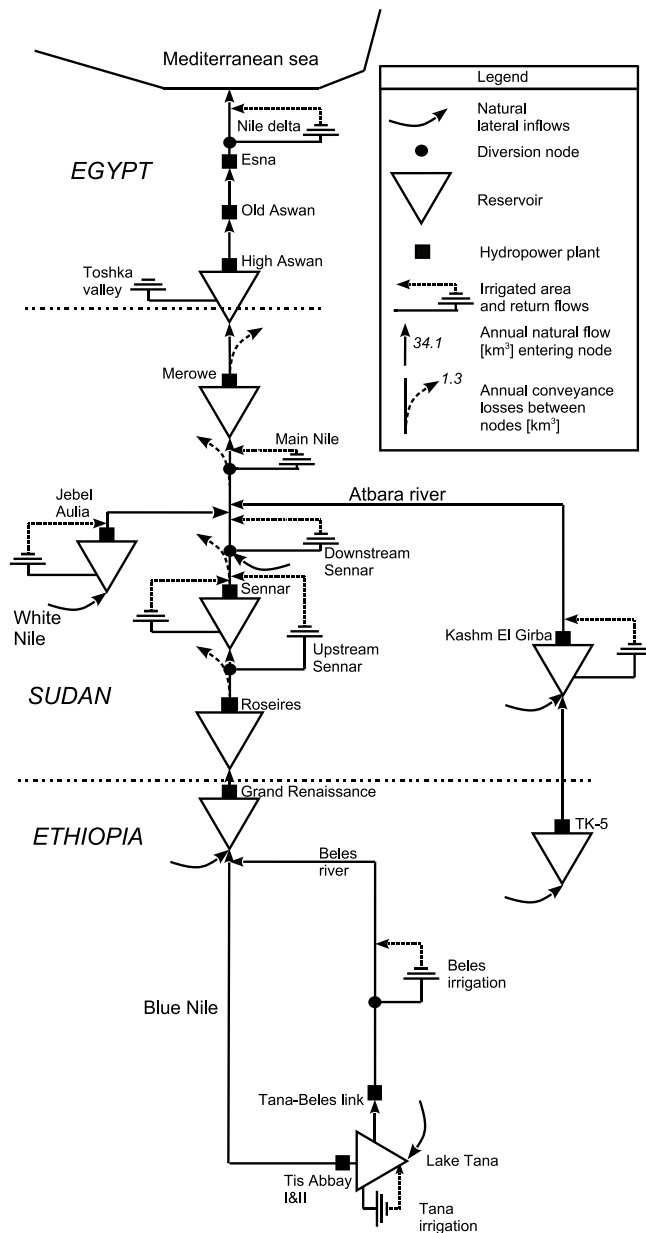 Mediterranean sea
Nile delta
EGYPT
Esna
Old Aswan
High Aswan
Toshka
valley
Merowe
Main Nile
Jebel
Aulia
Atbara river
Downstream
Sennar
Sennar
White
Nile
Upstream
Sennar
Kashm El Girba
SUDAN
Roseires
Grand Renaissance
ETHIOPIA
TK-5
Beles
river
Beles
irrigation
Blue Nile
Tana-Beles link
Tis Abbay
I&II
Lake Tana
Tana
irrigation
Legend
Natural
lateral inflows
Diversion node
Reservoir
Hydropower plant
Irrigated area
and return flows
34.1
Annual natural flow
[km³] entering node
1.3
Annual conveyance
losses between
nodes [km³]